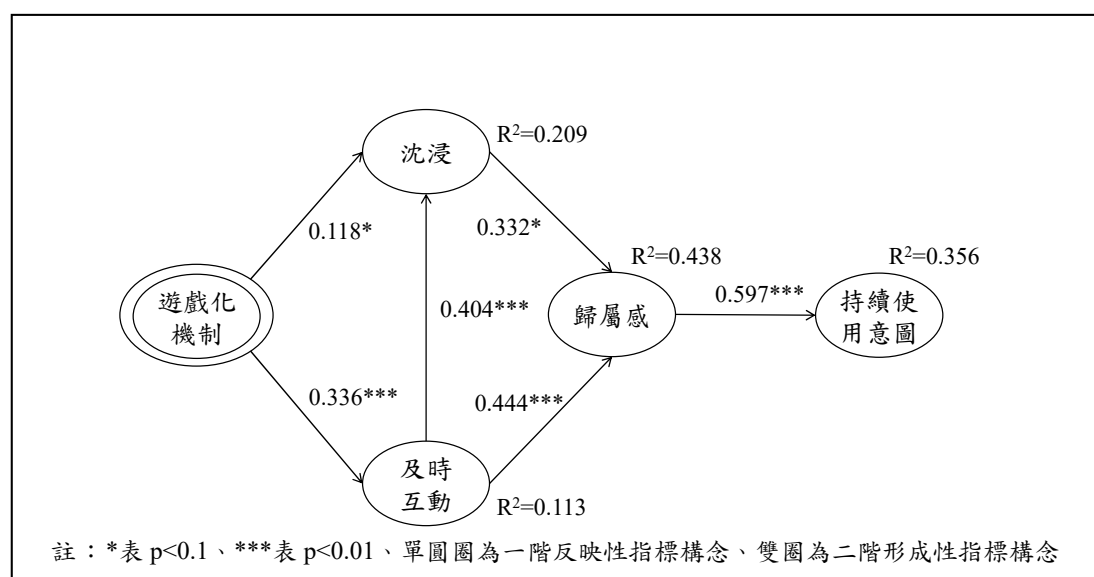 沈浸
R²=0.209
0.118*
0.332*
R²=0.438
R²=0.356
遊戲化
機制
0.404***
歸屬感
0.597***
持續使
用意圖
0.336***
0.444***
及時
互動
R²=0.113
註：*表 p<0.1、***表 p<0.01、單圓圈為一階反映性指標構念、雙圈為二階形成性指標構念